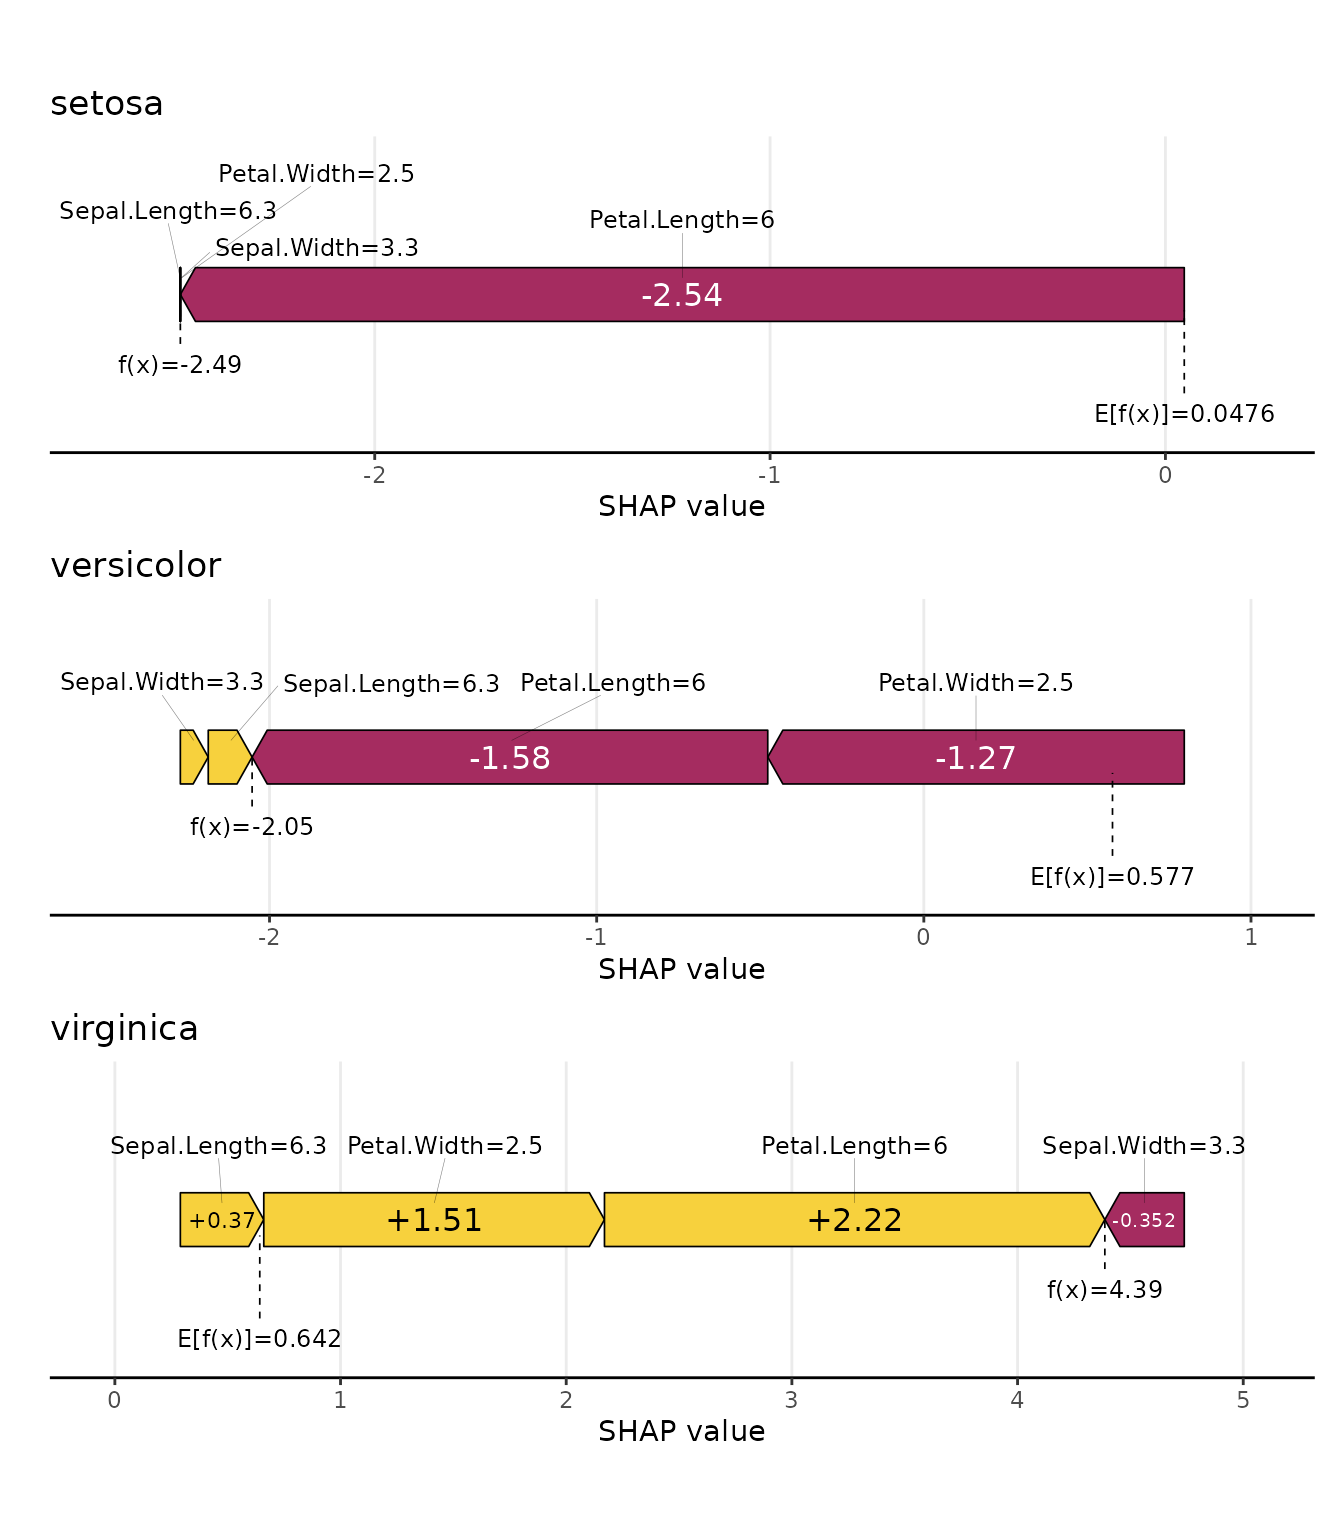 setosa
Petal.Width=2.5
Sepal.Length=6.3
Petal.Length=6
Sepal.Width=3.3
-2.54
f(x)=-2.49
E[f(x)]=0.0476
-2 -1 0
SHAP value
versicolor
Sepal.Width=3.3 Sepal.Length=6.3 Petal.Length=6 Petal.Width=2.5
-1.58 -1.27
f(x)=-2.05
E[f(x)]=0.577
-2 -1 0 1
SHAP value
virginica
Sepal.Length=6.3 Petal.Width=2.5 Petal.Length=6 Sepal.Width=3.3
+0.37 +1.51 +2.22 -0.352
f(x)=4.39
E[f(x)]=0.642
0 1 2 3 4 5
SHAP value